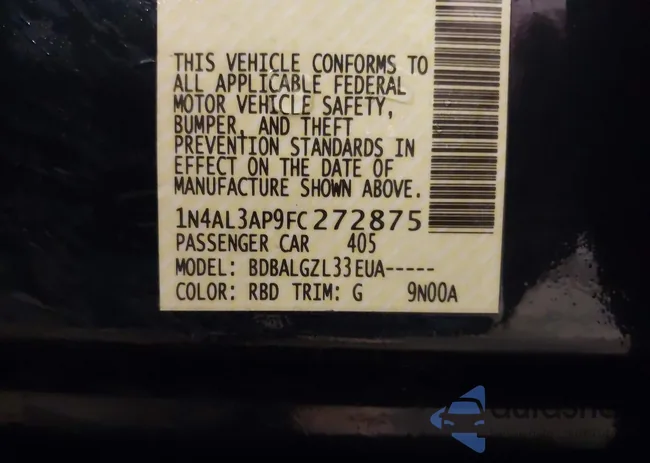 THIS VEHICLE CONFORMS TO
ALL APPLICABLE FEDERAL
MOTOR VEHICLE SAFETY,
BUMPER, AND THEFT
PREVENTION STANDARDS IN
EFFECT ON THE DATE OF
MANUFACTURE SHOWN ABOVE.
1N4AL3AP9FC272875
PASSENGER CAR 405
MODEL: BDBALGZL33EUA-----
COLOR: RBD TRIM: G 9N00A